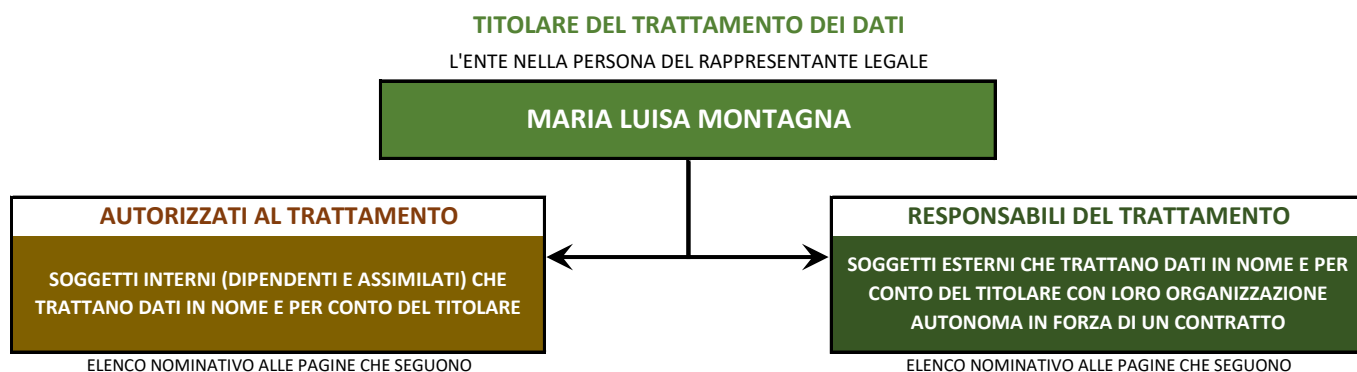 TITOLARE DEL TRATTAMENTO DEI DATI
L'ENTE NELLA PERSONA DEL RAPPRESENTANTE LEGALE
MARIA LUISA MONTAGNA
AUTORIZZATI AL TRATTAMENTO
SOGGETTI INTERNI (DIPENDENTI E ASSIMILATI) CHE
TRATTANO DATI IN NOME E PER CONTO DEL TITOLARE
ELENCO NOMINATIVO ALLE PAGINE CHE SEGUONO
RESPONSABILI DEL TRATTAMENTO
SOGGETTI ESTERNI CHE TRATTANO DATI IN NOME E PER
CONTO DEL TITOLARE CON LORO ORGANIZZAZIONE
AUTONOMA IN FORZA DI UN CONTRATTO
ELENCO NOMINATIVO ALLE PAGINE CHE SEGUONO